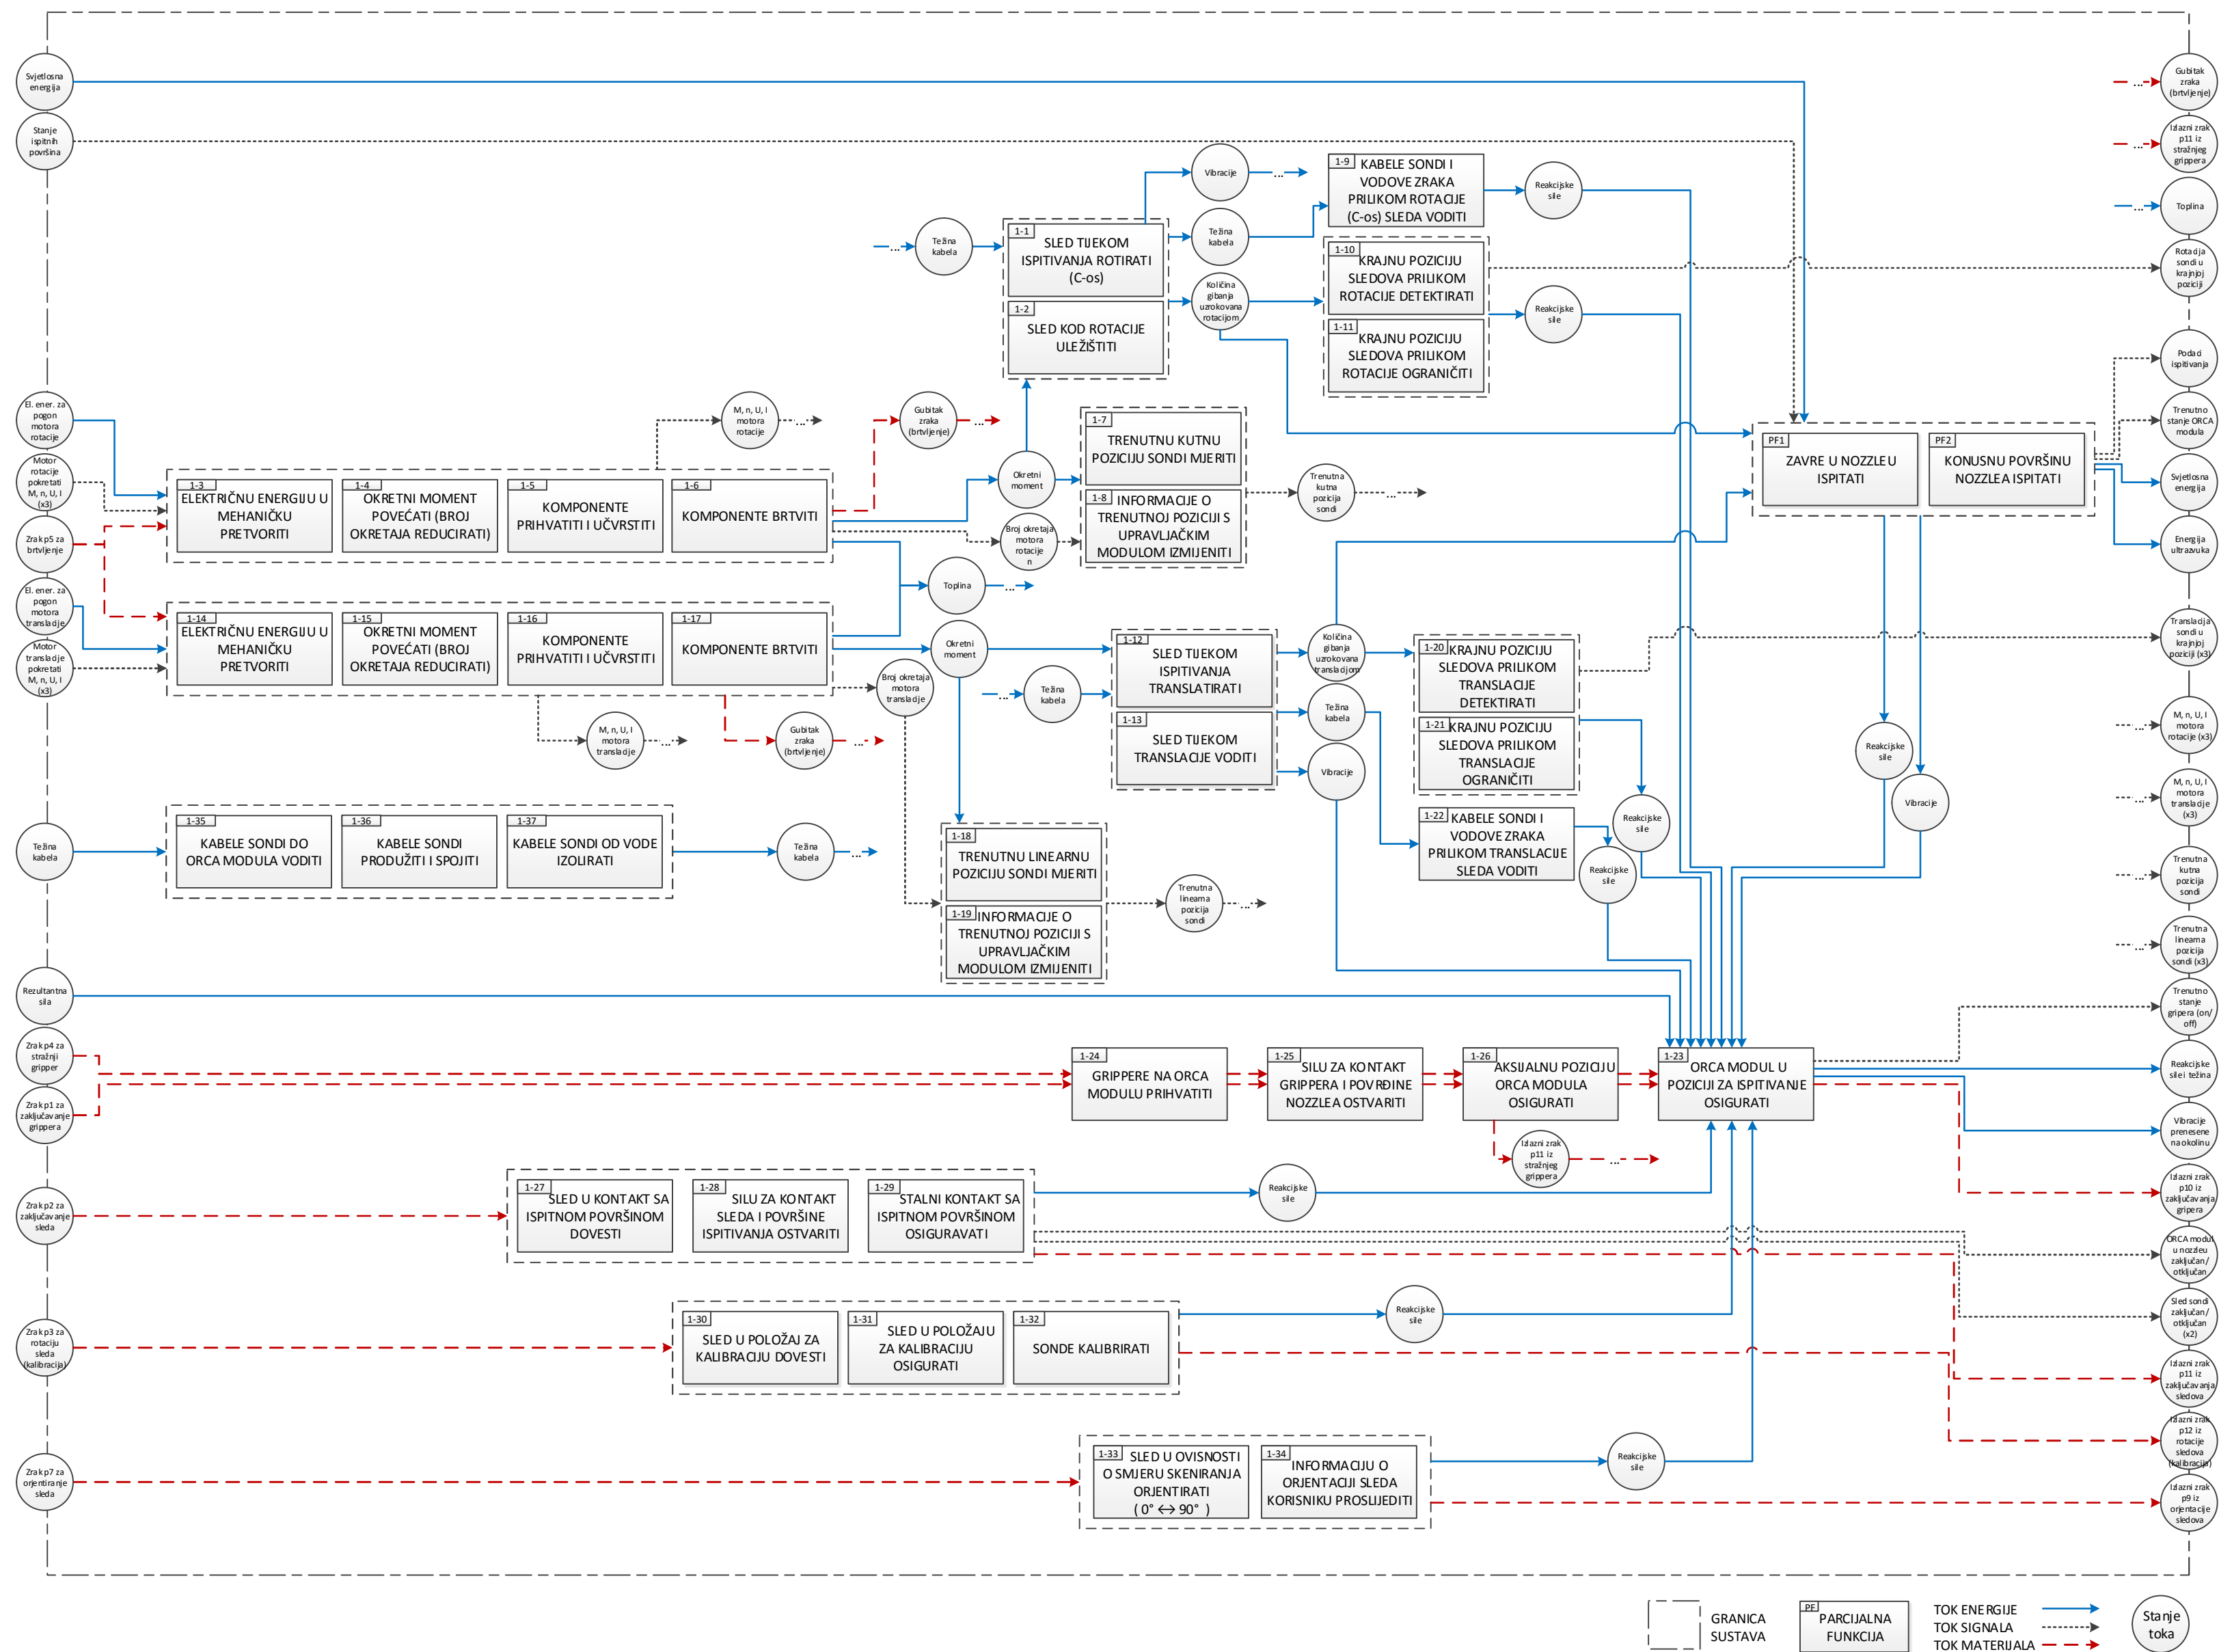 Svjetlosna
energija
Stanje
ispitnih
površina
El. ener. za
pogon
motora
rotacije
Motor
rotacije
pokretati
M, n, U, I
(x3)
Zrak p5 za
brtvljenje
El. ener. za
pogon
motora
translacije
Motor
translacije
pokretati
M, n, U, I
(x3)
Težina
kabela
Rezultantna
sila
Zrak p4 za
stražnji
gripper
Zrak p1 za
zaključavanje
grippera
Zrak p2 za
zaključavanje
sleda
Zrak p3 za
rotaciju
sleda
(kalibracija)
Zrak p7 za
orjentiranje
sleda
...
Težina
kabela
1-1
SLED TIJEKOM
ISPITIVANJA ROTIRATI
(C-os)
1-2
SLED KOD ROTACIJE
ULEŽIŠTITI
Vibracije
...
Težina
kabela
Količina
gibanja
uzrokovana
rotacijom
1-9
KABELE SONDI I
VODOVE ZRAKA
PRILIKOM ROTACIJE
(C-os) SLEDA VODITI
Reakcijske
sile
1-10
KRAJNU POZICIJU
SLEDOVA PRILIKOM
ROTACIJE DETEKTIRATI
1-11
KRAJNU POZICIJU
SLEDOVA PRILIKOM
ROTACIJE OGRANIČITI
Reakcijske
sile
M, n, U, I
motora
rotacije
...
Gubitak
zraka
(brtvljenje)
...
1-3
ELEKTRIČNU ENERGIJU U
MEHANIČKU
PRETVORITI
1-4
OKRETNI MOMENT
POVEĆATI (BROJ
OKRETAJA REDUCIRATI)
1-5
KOMPONENTE
PRIHVATITI I UČVRSTITI
1-6
KOMPONENTE BRTVITI
Okretni
moment
Broj okretaja
motora
rotacije
n
1-7
TRENUTNU KUTNU
POZICIJU SONDI MJERITI
1-8
INFORMACIJE O
TRENUTNOJ POZICIJI S
UPRAVLJAČKIM
MODULOM IZMIJENITI
Trenutna
kutna
pozicija
sondi
...
PF1
ZAVRE U NOZZLEU
ISPITATI
PF2
KONUSNU POVRŠINU
NOZZLEA ISPITATI
Toplina
...
1-14
ELEKTRIČNU ENERGIJU U
MEHANIČKU
PRETVORITI
1-15
OKRETNI MOMENT
POVEĆATI (BROJ
OKRETAJA REDUCIRATI)
1-16
KOMPONENTE
PRIHVATITI I UČVRSTITI
1-17
KOMPONENTE BRTVITI
Okretni
moment
Broj okretaja
motora
translacije
...
Težina
kabela
M, n, U, I
motora
translacije
...
Gubitak
zraka
(brtvljenje)
...
1-12
SLED TIJEKOM
ISPITIVANJA
TRANSLATIRATI
1-13
SLED TIJEKOM
TRANSLACIJE VODITI
Količina
gibanja
uzrokovana
translacijom
Težina
kabela
Vibracije
1-20
KRAJNU POZICIJU
SLEDOVA PRILIKOM
TRANSLACIJE
DETEKTIRATI
1-21
KRAJNU POZICIJU
SLEDOVA PRILIKOM
TRANSLACIJE
OGRANIČITI
1-22
KABELE SONDI I
VODOVE ZRAKA
PRILIKOM TRANSLACIJE
SLEDA VODITI
Reakcijske
sile
Reakcijske
sile
Reakcijske
sile
Vibracije
1-35
KABELE SONDI DO
ORCA MODULA VODITI
1-36
KABELE SONDI
PRODUŽITI I SPOJITI
1-37
KABELE SONDI OD VODE
IZOLIRATI
Težina
kabela
...
1-18
TRENUTNU LINEARNU
POZICIJU SONDI MJERITI
1-19
INFORMACIJE O
TRENUTNOJ POZICIJI S
UPRAVLJAČKIM
MODULOM IZMIJENITI
Trenutna
linearna
pozicija
sondi
...
1-24
GRIPPERE NA ORCA
MODULU PRIHVATITI
1-25
SILU ZA KONTAKT
GRIPPERA I POVRĐINE
NOZZLEA OSTVARITI
1-26
AKSIJALNU POZICIJU
ORCA MODULA
OSIGURATI
1-23
ORCA MODUL U
POZICIJI ZA ISPITIVANJE
OSIGURATI
Izlazni zrak
p11 iz
stražnjeg
grippera
...
1-27
SLED U KONTAKT SA
ISPITNOM POVRŠINOM
DOVESTI
1-28
SILU ZA KONTAKT
SLEDA I POVRŠINE
ISPITIVANJA OSTVARITI
1-29
STALNI KONTAKT SA
ISPITNOM POVRŠINOM
OSIGURAVATI
Reakcijske
sile
1-30
SLED U POLOŽAJ ZA
KALIBRACIJU DOVESTI
1-31
SLED U POLOŽAJU
ZA KALIBRACIJU
OSIGURATI
1-32
SONDE KALIBRIRATI
Reakcijske
sile
1-33
SLED U OVISNOSTI
O SMJERU SKENIRANJA
ORJENTIRATI
( 0° ↔ 90° )
1-34
INFORMACIJU O
ORJENTACIJI SLEDA
KORISNIKU PROSLIJEDITI
Reakcijske
sile
...
Gubitak
zraka
(brtvljenje)
...
Izlazni zrak
p11 iz
stražnjeg
grippera
...
Toplina
Rotacija
sondi u
krajnjoj
poziciji
Podaci
ispitivanja
Trenutno
stanje ORCA
modula
Svjetlosna
energija
Energija
ultrazvuka
Translacija
sondi u
krajnjoj
poziciji (x3)
...
M, n, U, I
motora
rotacije (x3)
...
M, n, U, I
motora
translacije
(x3)
...
Trenutna
kutna
pozicija
sondi
...
Trenutna
linearna
pozicija
sondi (x3)
Trenutno
stanje
gripera (on/
off)
Reakcijske
sile i težina
Vibracije
prenesene
na okolinu
Izlazni zrak
p10 iz
zaključavanja
gripera
ORCA modul
u nozzleu
zaključan/
otključan
Sled sondi
zaključan/
otključan
(x2)
Izlazni zrak
p11 iz
zaključavanja
sledova
Izlazni zrak
p12 iz
rotacije
sledova
(kalibracija)
Izlazni zrak
p9 iz
orjentacije
sledova
GRANICA
SUSTAVA
PF
PARCIJALNA
FUNKCIJA
TOK ENERGIJE
TOK SIGNALA
TOK MATERIJALA
Stanje
toka